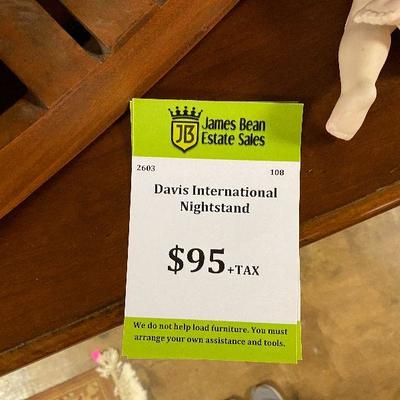 JB
James Bean
Estate Sales
2603 108
Davis International
Nightstand
$95+TAX
We do not help load furniture. You must
arrange your own assistance and tools.